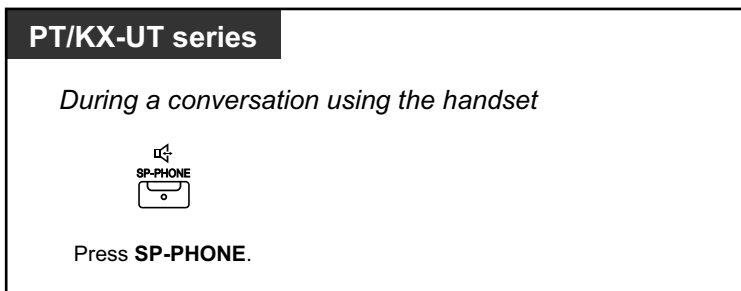 PT/KX-UT series
During a conversation using the handset
SP-PHONE
Press SP-PHONE.